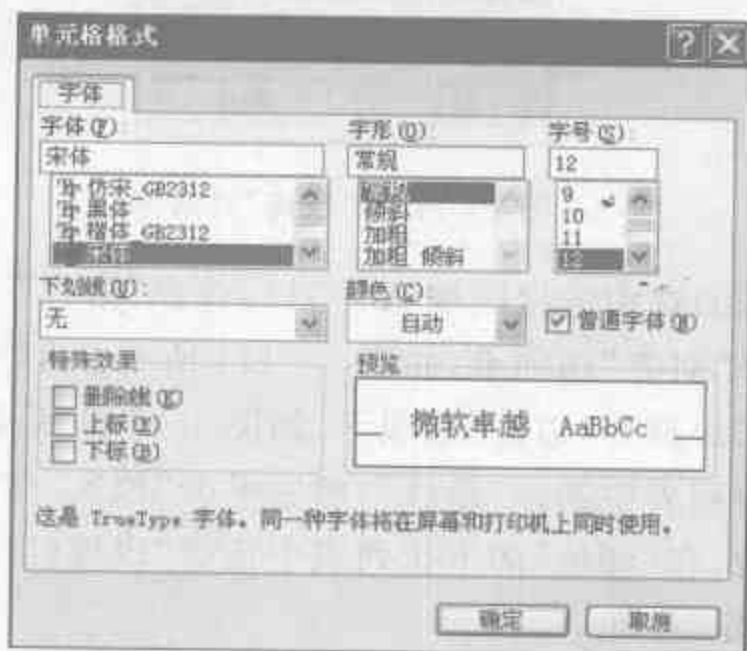 单元格格式
字体
字体(F): 字形(O): 字号(S):
宋体 常规 12
仿宋_GB2312 9
黑体 倾斜 10
楷体_GB2312 加粗 11
宋体 加粗 倾斜 12
下划线(U): 颜色(C):
无 自动 普通字体(N)
特殊效果 预览
删除线(K)
上标(E)
下标(B)
微软卓越 AaBbCc
这是 TrueType 字体。同一种字体将在屏幕和打印机上同时使用。
确定 取消